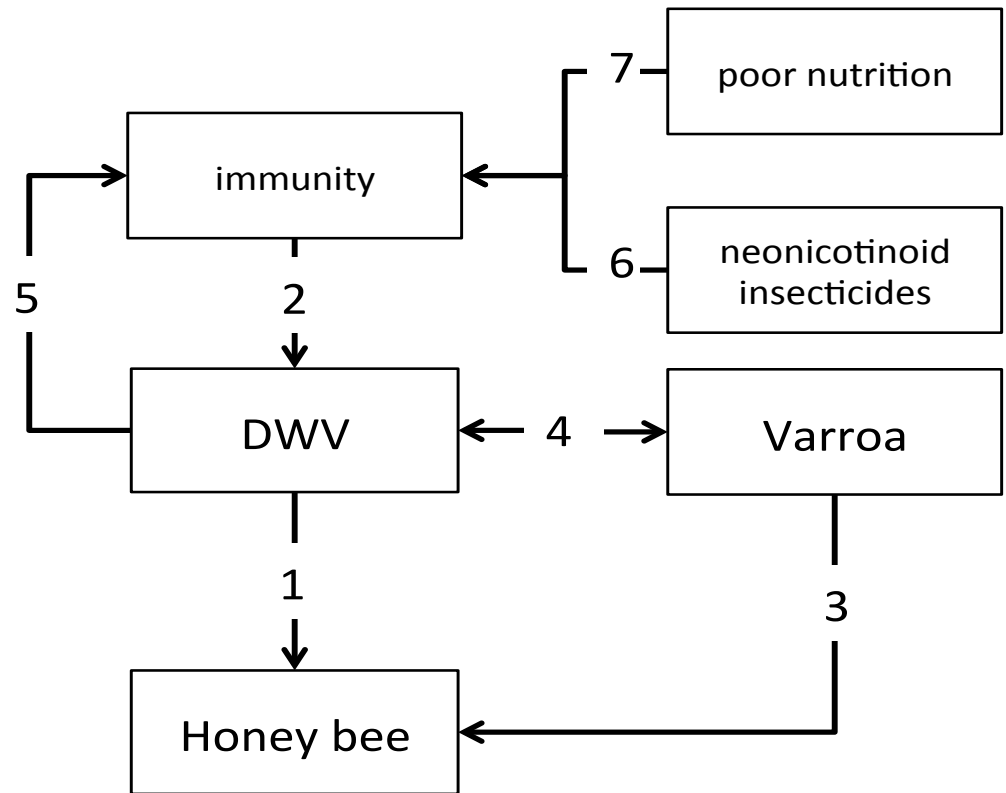 7
poor nutrition
immunity
6
neonicotinoid
insecticides
5
2
DWV
4
Varroa
1
3
Honey bee